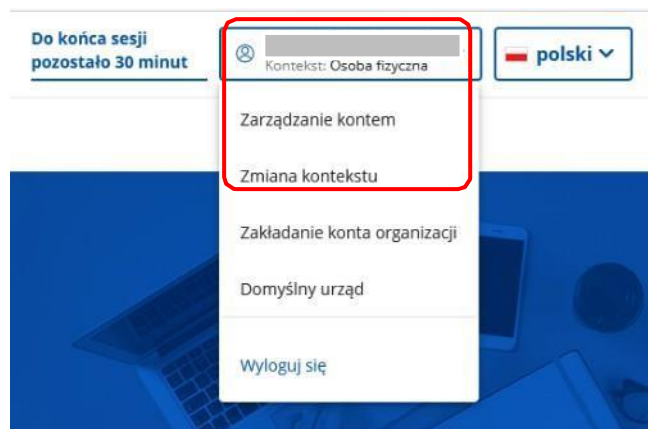 Do końca sesji
pozostało 30 minut
Kontekst: Osoba fizyczna
polski
Zarządzanie kontem
Zmiana kontekstu
Zakładanie konta organizacji
Domyślny urząd
Wyloguj się